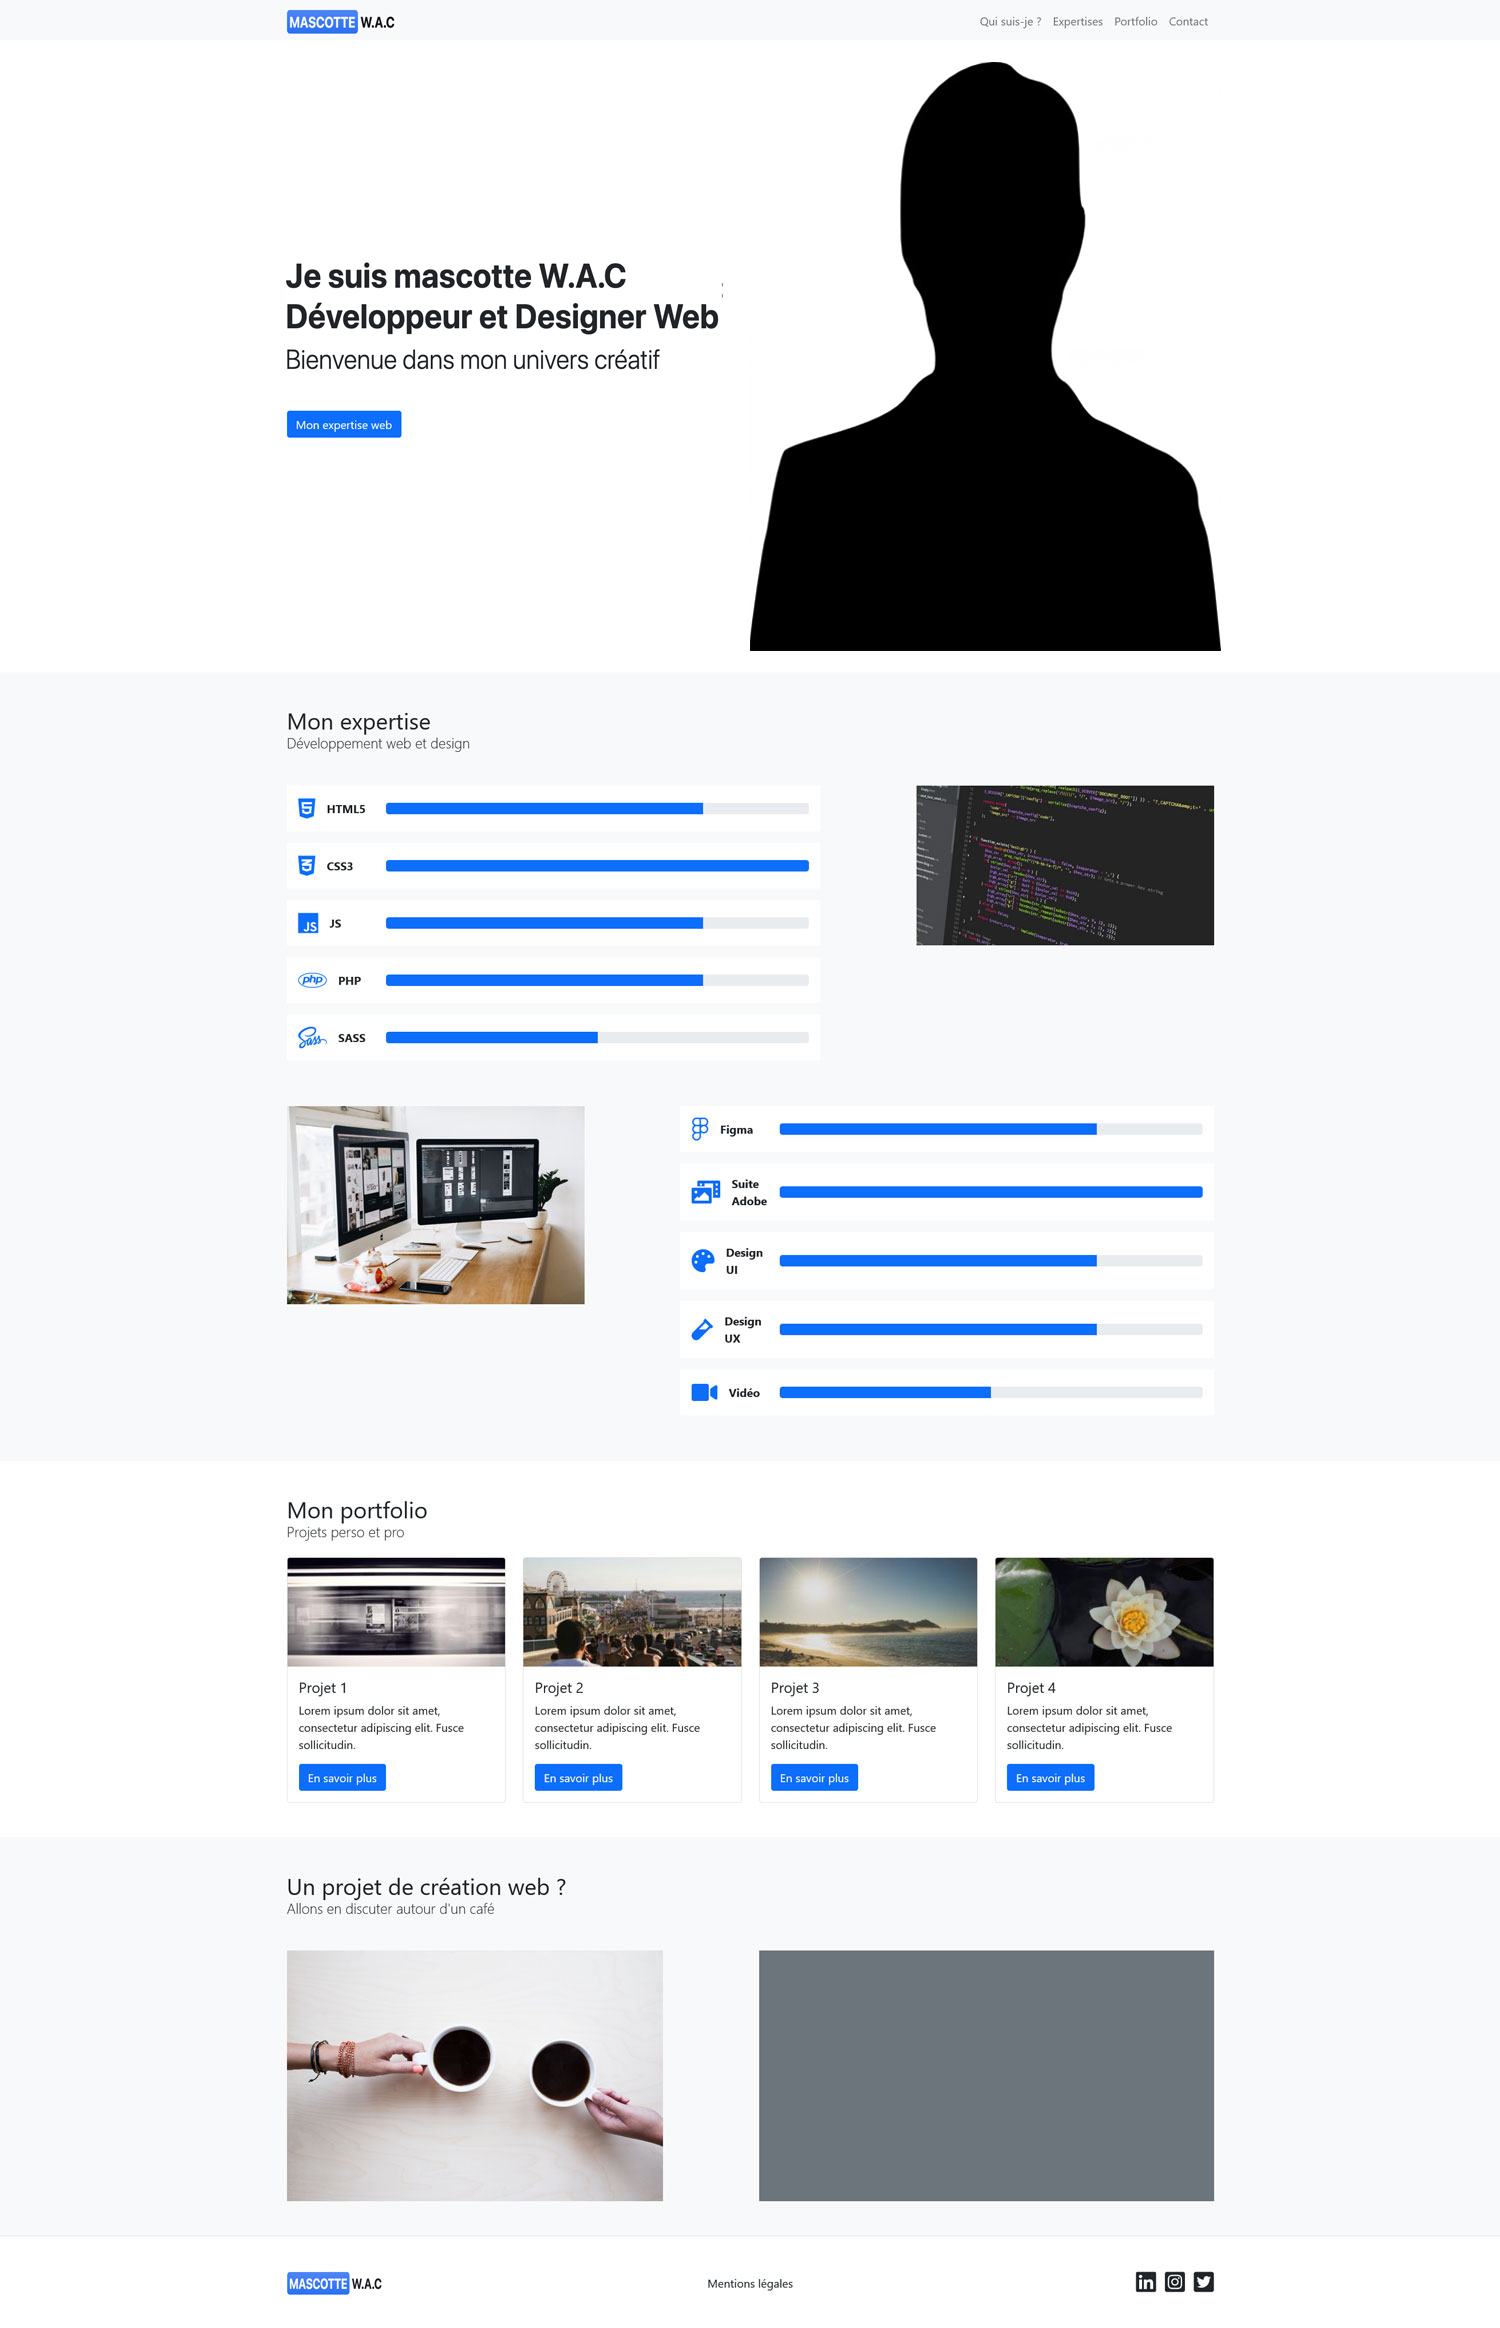 MASCOTTE W.A.C
Qui suis-je ? Expertises Portfolio Contact
Je suis mascotte W.A.C
Développeur et Designer Web
Bienvenue dans mon univers créatif
Mon expertise web
Mon expertise
Développement web et design
HTML5
CSS3
JS JS
php PHP
Sass SASS
Figma
Suite
Adobe
Design
UI
Design
UX
Vidéo
Mon portfolio
Projets perso et pro
Projet 1
Lorem ipsum dolor sit amet,
consectetur adipiscing elit. Fusce
sollicitudin.
En savoir plus
Projet 2
Lorem ipsum dolor sit amet,
consectetur adipiscing elit. Fusce
sollicitudin.
En savoir plus
Projet 3
Lorem ipsum dolor sit amet,
consectetur adipiscing elit. Fusce
sollicitudin.
En savoir plus
Projet 4
Lorem ipsum dolor sit amet,
consectetur adipiscing elit. Fusce
sollicitudin.
En savoir plus
Un projet de création web ?
Allons en discuter autour d'un café
MASCOTTE W.A.C
Mentions légales
in